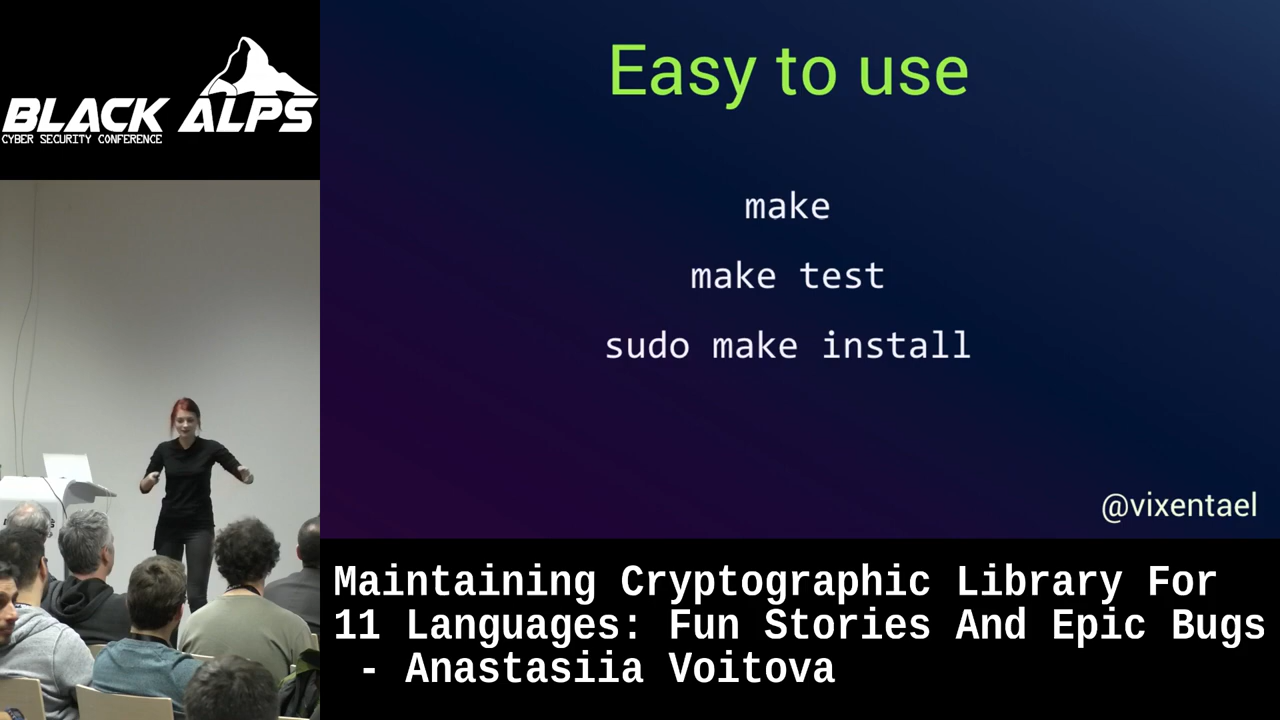 BLACK ALPS
CYBER SECURITY CONFERENCE
Easy to use
make
make test
sudo make install
@vixentael
Maintaining Cryptographic Library For
11 Languages: Fun Stories And Epic Bugs
- Anastasiia Voitova